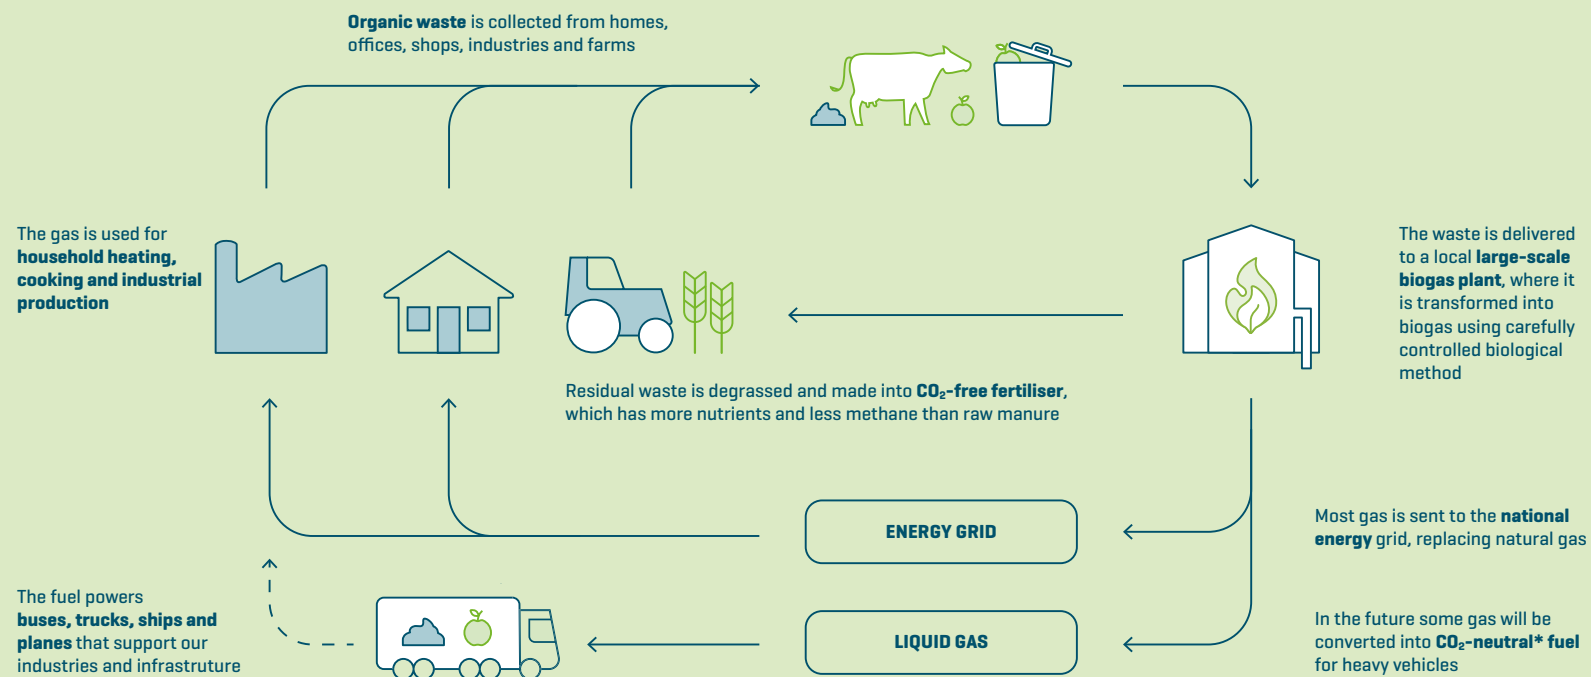 Organic waste is collected from homes,
offices, shops, industries and farms
The gas is used for
household heating,
cooking and industrial
production
The waste is delivered
to a local large-scale
biogas plant, where it
is transformed into
biogas using carefully
controlled biological
method
Residual waste is degrassed and made into CO₂-free fertiliser,
which has more nutrients and less methane than raw manure
ENERGY GRID
Most gas is sent to the national
energy grid, replacing natural gas
The fuel powers
buses, trucks, ships and
planes that support our
industries and infrastruture
LIQUID GAS
In the future some gas will be
converted into CO₂-neutral* fuel
for heavy vehicles